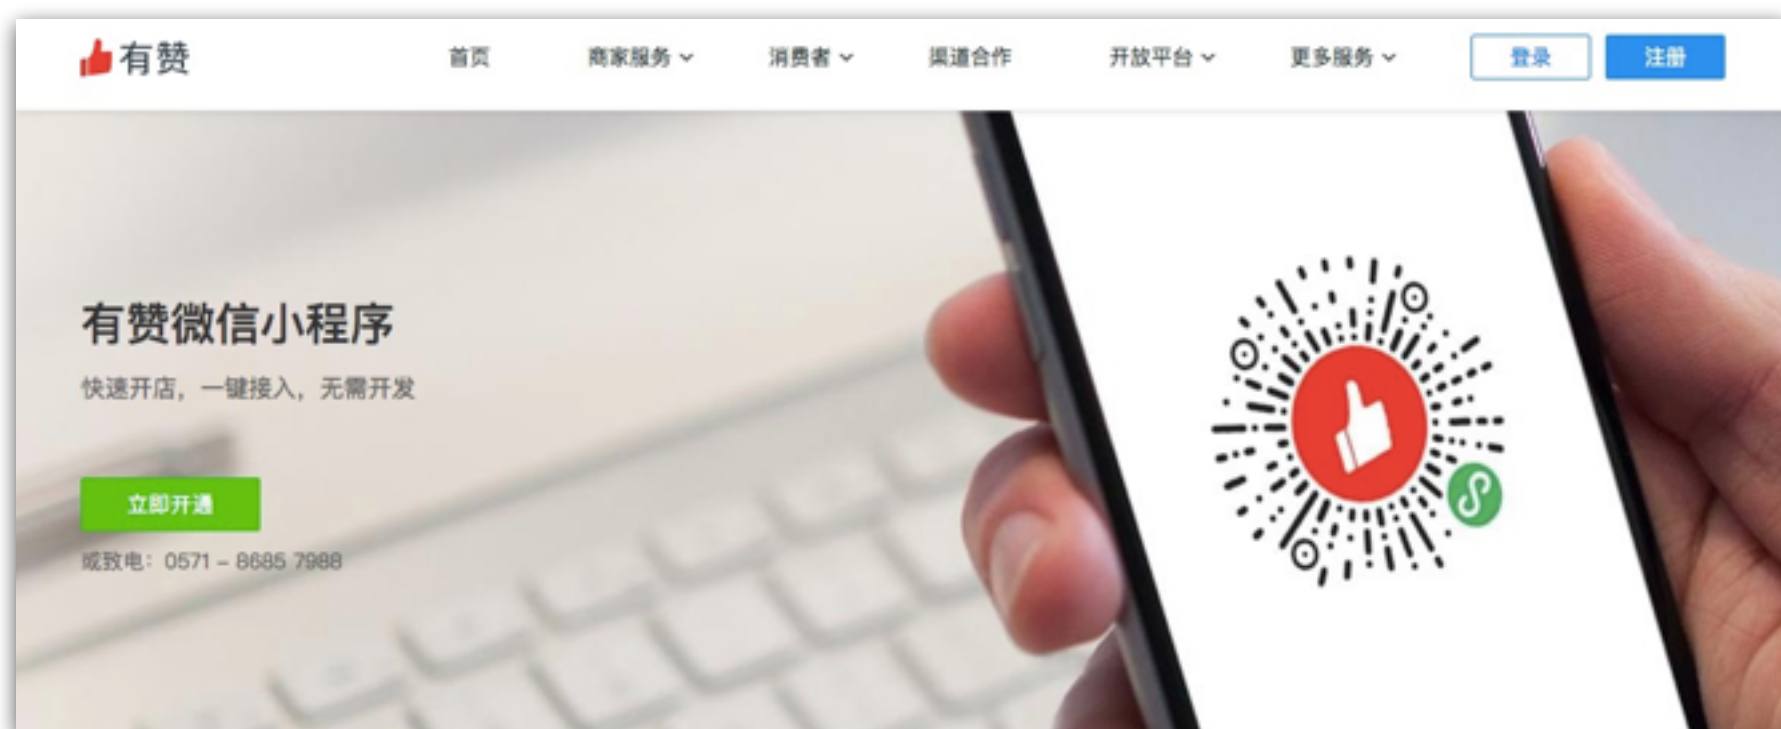 有赞
首页 商家服务 消费者 渠道合作 开放平台 更多服务 登录 注册
有赞微信小程序
快速开店，一键接入，无需开发
立即开通
或致电：0571 - 8685 7988